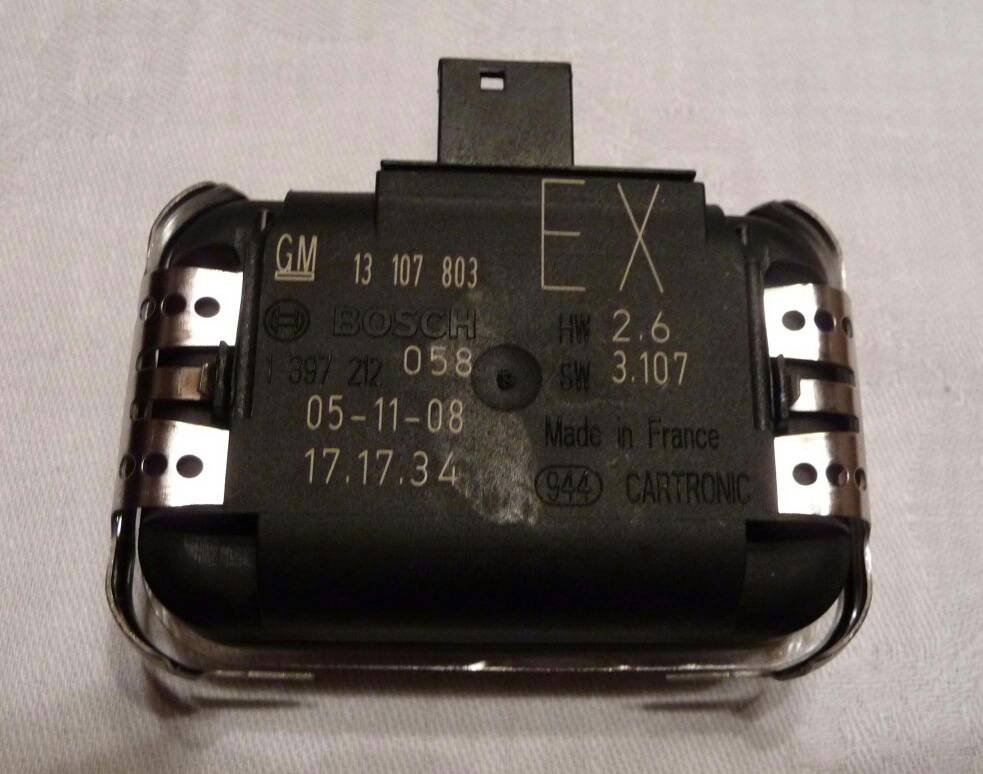 EX
GM 13 107 803
BOSCH HW 2.6
1 397 212 058 SW 3.107
05-11-08 Made in France
17.17.34 944 CARTRONIC